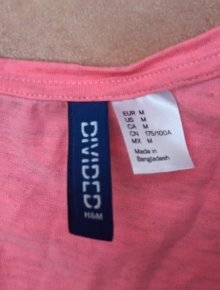 DIVIDED
H&M
EUR M
US M
CA M
CN 175/100A
MX M
Made in
Bangladesh